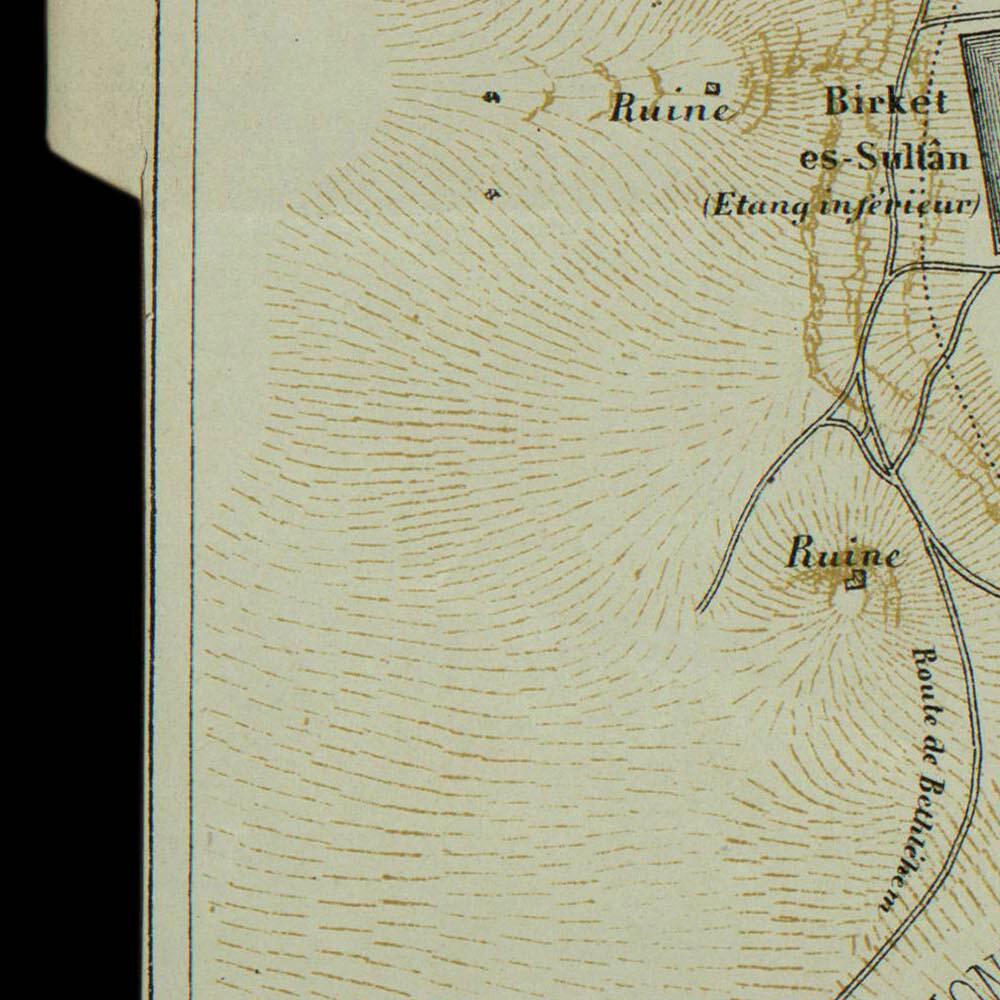 Ruine
Birket
es-Sultân
(Etang inférieur)
Ruine
Route de Bethléhem